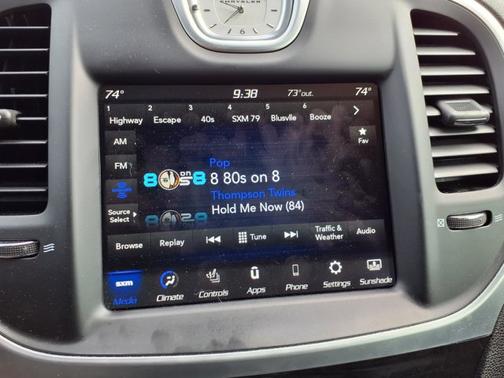 CHRYSLER
74° 9:38 73°out. 74°
1 2 3 4 5 6
Highway Escape 40s SXM 79 Blusvlle Booze
AM
Fav
FM
Pop
8 80s on 8
Thompson Twins
Hold Me Now (84)
Source
Select
Browse Replay Tune Traffic & Weather Audio
sxm
Media Climate Controls Apps Phone Settings Sunshade